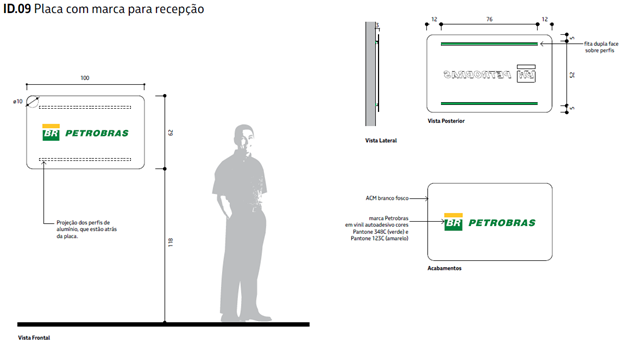 ID.09 Placa com marca para recepção
100
ø10
62
BR PETROBRAS
Projeção dos perfis de
alumínio, que estão atrás
da placa.
118
Vista Frontal
Vista Lateral
12
76
12
5
52
5
fita dupla face
sobre perfis
BR PETROBRAS
Vista Posterior
ACM branco fosco
marca Petrobras
em vinil autoadesivo cores
Pantone 348C (verde) e
Pantone 123C (amarelo)
BR PETROBRAS
Acabamentos